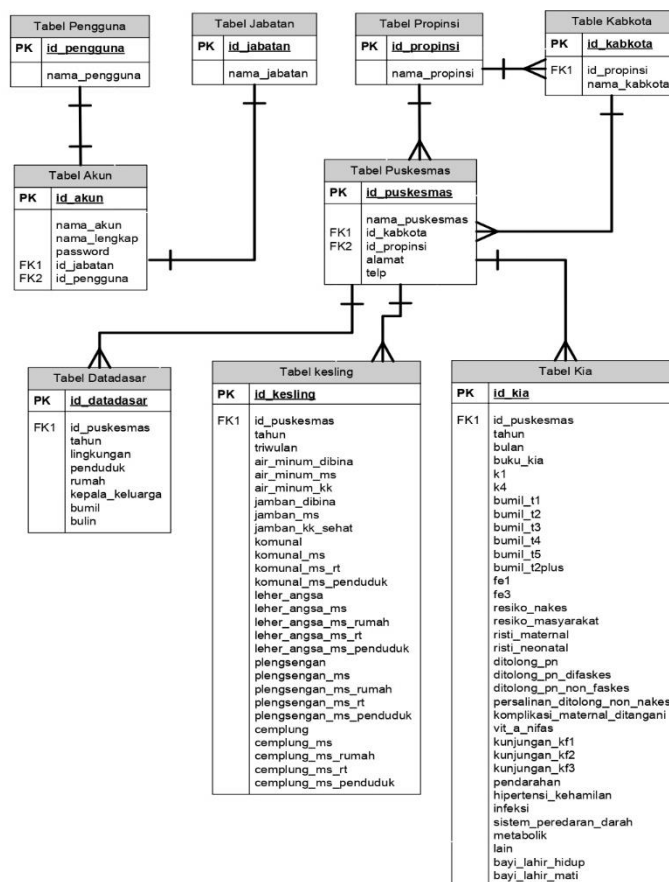 Tabel Pengguna
PK id_pengguna
nama_pengguna
Tabel Jabatan
PK id_jabatan
nama_jabatan
Tabel Propinsi
PK id_propinsi
nama_propinsi
Table Kabkota
PK id_kabkota
FK1 id_propinsi
nama_kabkota
Tabel Akun
PK id_akun
nama_akun
nama_lengkap
password
FK1 id_jabatan
FK2 id_pengguna
Tabel Puskesmas
PK id_puskesmas
nama_puskesmas
FK1 id_kabkota
FK2 id_propinsi
alamat
telp
Tabel Datadasar
PK id_datadasar
FK1 id_puskesmas
tahun
lingkungan
penduduk
rumah
kepala_keluarga
bumil
bulin
Tabel kesling
PK id_kesling
FK1 id_puskesmas
tahun
triwulan
air_minum_dibina
air_minum_ms
air_minum_kk
jamban_dibina
jamban_ms
jamban_kk_sehat
komunal
komunal_ms
komunal_ms_rt
komunal_ms_penduduk
leher_angsa
leher_angsa_ms
leher_angsa_ms_rumah
leher_angsa_ms_rt
leher_angsa_ms_penduduk
plengsengan
plengsengan_ms
plengsengan_ms_rumah
plengsengan_ms_rt
plengsengan_ms_penduduk
cemplung
cemplung_ms
cemplung_ms_rumah
cemplung_ms_rt
cemplung_ms_penduduk
Tabel Kia
PK id_kia
FK1 id_puskesmas
tahun
bulan
buku_kia
k1
k4
bumil_t1
bumil_t2
bumil_t3
bumil_t4
bumil_t5
bumil_t2plus
fe1
fe3
resiko_nakes
resiko_masyarakat
risti_maternal
risti_neonatal
ditolong_pn
ditolong_pn_difaskes
ditolong_pn_non_faskes
persalinan_ditolong_non_nakes
komplikasi_maternal_ditangani
vit_a_nifas
kunjungan_kf1
kunjungan_kf2
kunjungan_kf3
pendarahan
hipertensi_kehamilan
infeksi
sistem_peredaran_darah
metabolik
lain
bayi_lahir_hidup
bayi_lahir_mati